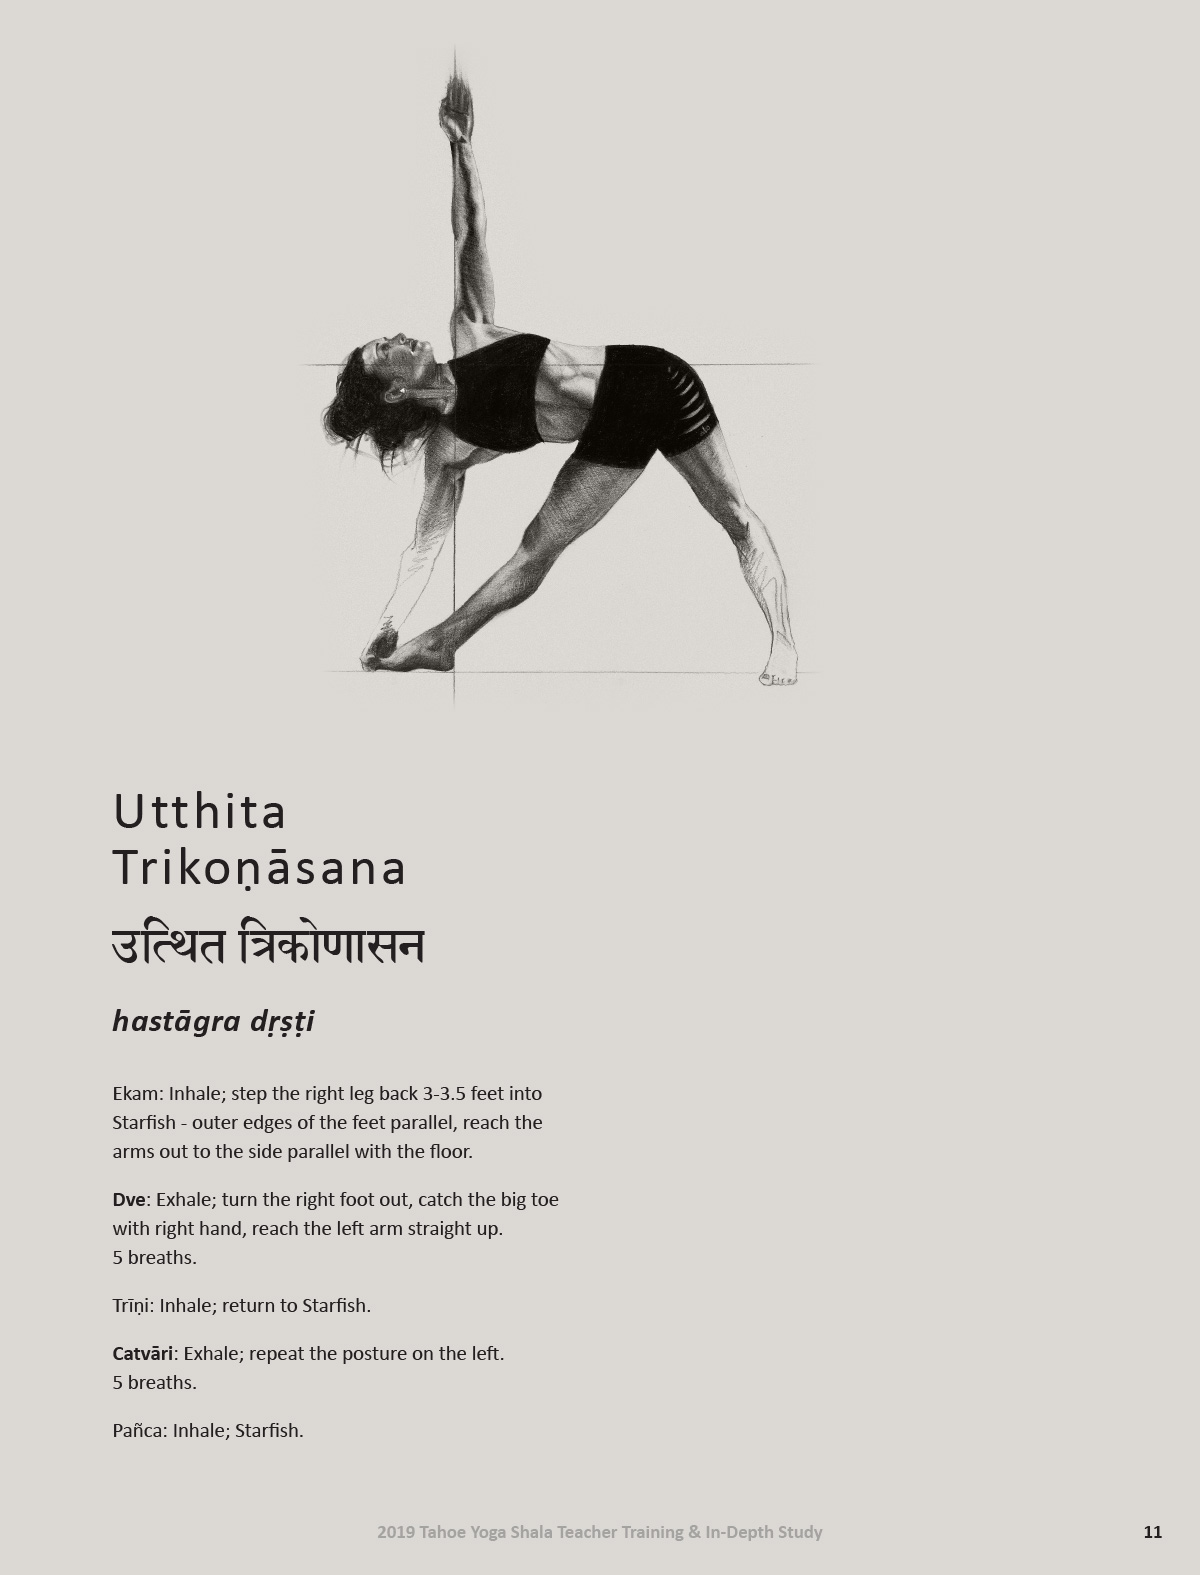 Utthita
Trikoṇāsana
उत्थित त्रिकोणासन
hastāgra dṛṣṭi
Ekam: Inhale; step the right leg back 3-3.5 feet into
Starfish - outer edges of the feet parallel, reach the
arms out to the side parallel with the floor.
Dve: Exhale; turn the right foot out, catch the big toe
with right hand, reach the left arm straight up.
5 breaths.
Trīṇi: Inhale; return to Starfish.
Catvāri: Exhale; repeat the posture on the left.
5 breaths.
Pañca: Inhale; Starfish.
2019 Tahoe Yoga Shala Teacher Training & In-Depth Study
11